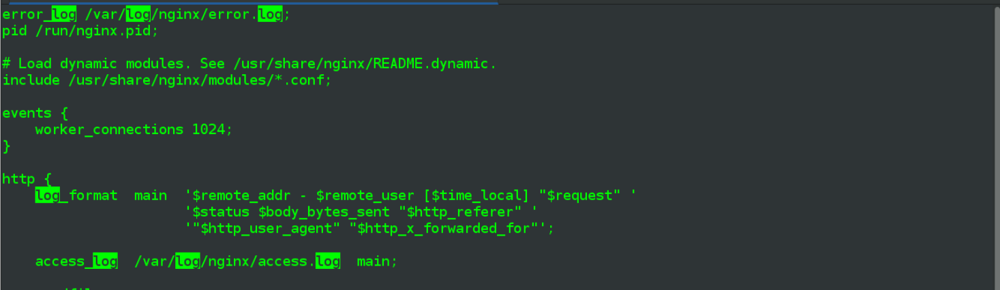 error_log /var/log/nginx/error.log;
pid /run/nginx.pid;
# Load dynamic modules. See /usr/share/nginx/README.dynamic.
include /usr/share/nginx/modules/*.conf;
events {
    worker_connections 1024;
}
http {
    log_format  main  '$remote_addr - $remote_user [$time_local] "$request" '
                      '$status $body_bytes_sent "$http_referer" '
                      '"$http_user_agent" "$http_x_forwarded_for"';
    access_log  /var/log/nginx/access.log  main;